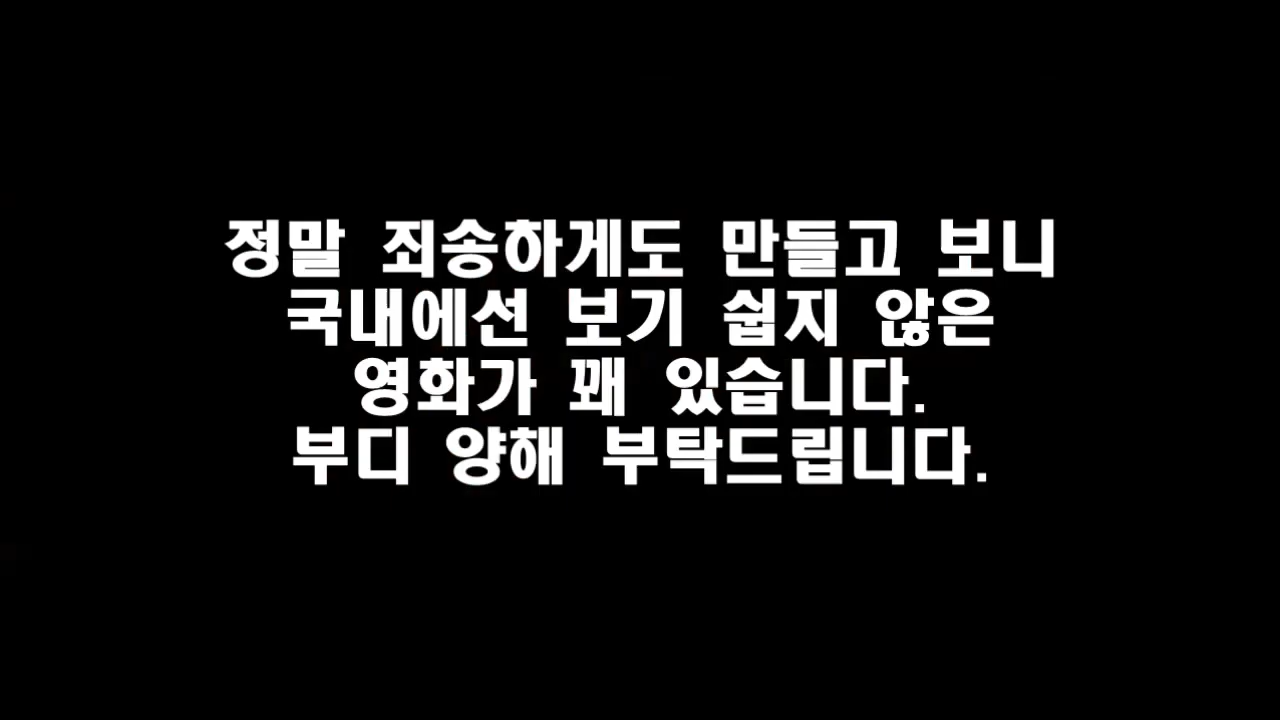 정말 죄송하게도 만들고 보니
국내에선 보기 쉽지 않은
영화가 꽤 있습니다.
부디 양해 부탁드립니다.